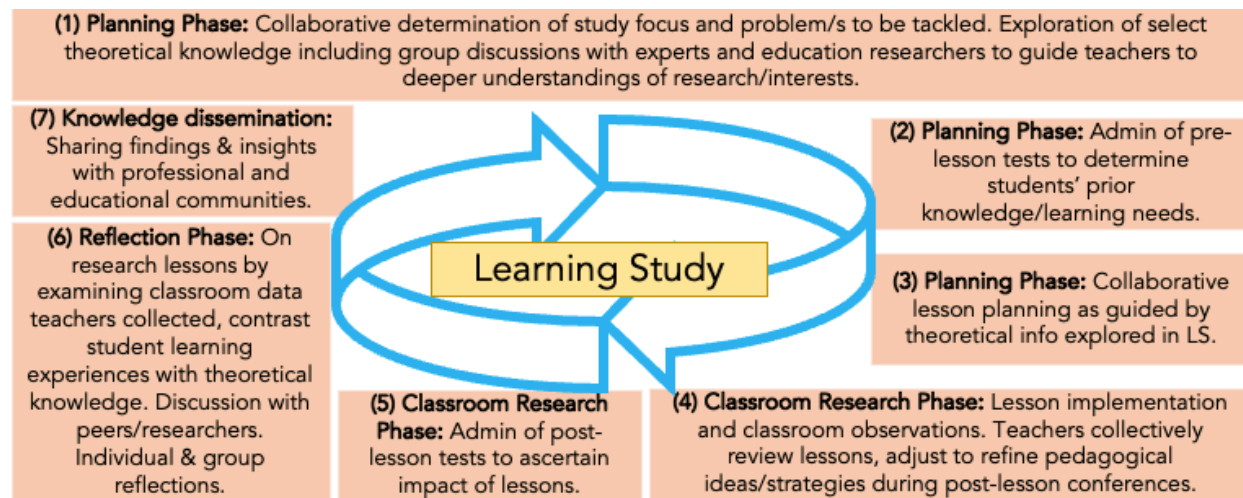 (1) Planning Phase: Collaborative determination of study focus and problem/s to be tackled. Exploration of select
theoretical knowledge including group discussions with experts and education researchers to guide teachers to
deeper understandings of research/interests.
(2) Planning Phase: Admin of pre-
lesson tests to determine
students' prior
knowledge/learning needs.
(3) Planning Phase: Collaborative
lesson planning as guided by
theoretical info explored in LS.
(4) Classroom Research Phase: Lesson implementation
and classroom observations. Teachers collectively
review lessons, adjust to refine pedagogical
ideas/strategies during post-lesson conferences.
(5) Classroom Research
Phase: Admin of post-
lesson tests to ascertain
impact of lessons.
(6) Reflection Phase: On
research lessons by
examining classroom data
teachers collected, contrast
student learning
experiences with theoretical
knowledge. Discussion with
peers/researchers.
Individual & group
reflections.
(7) Knowledge dissemination:
Sharing findings & insights
with professional and
educational communities.
Learning Study